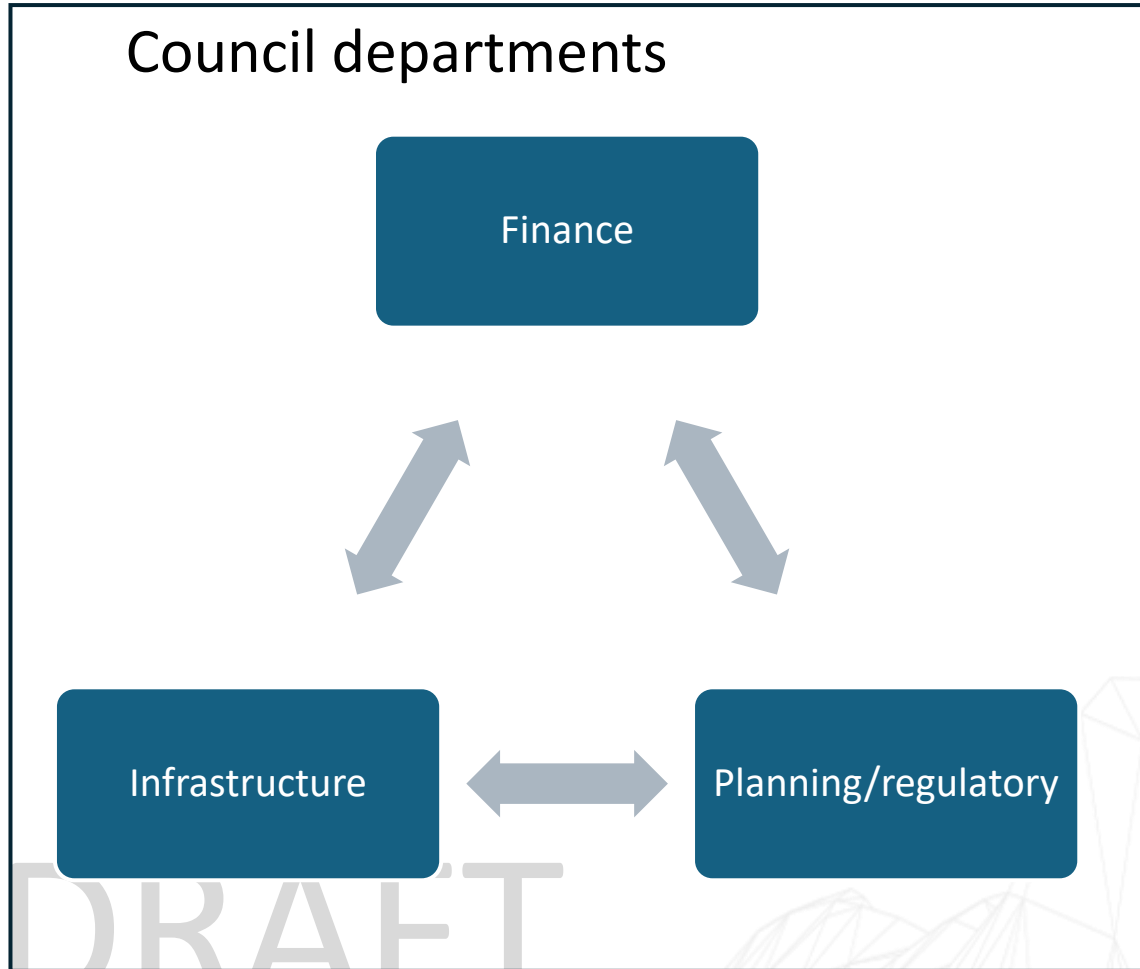 Council departments
Finance
Infrastructure
Planning/regulatory
DRAFT